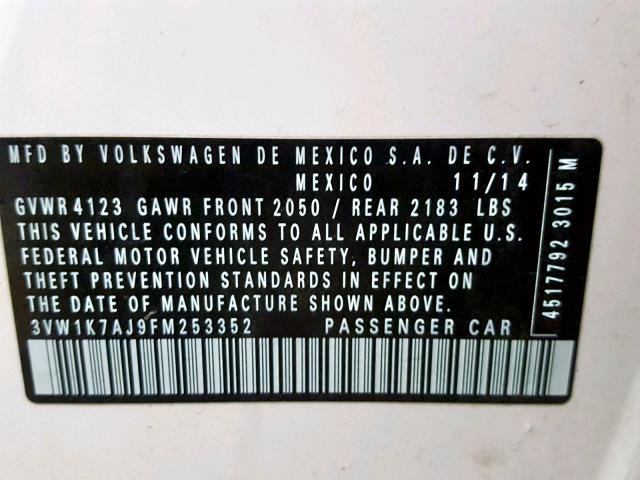 MFD BY VOLKSWAGEN DE MEXICO S.A. DE C.V.
MEXICO 11/14
GVWR 4123 GAWR FRONT 2050 / REAR 2183 LBS
THIS VEHICLE CONFORMS TO ALL APPLICABLE U.S.
FEDERAL MOTOR VEHICLE SAFETY, BUMPER AND
THEFT PREVENTION STANDARDS IN EFFECT ON
THE DATE OF MANUFACTURE SHOWN ABOVE.
3VW1K7AJ9FM253352 PASSENGER CAR
4517792 3015 M